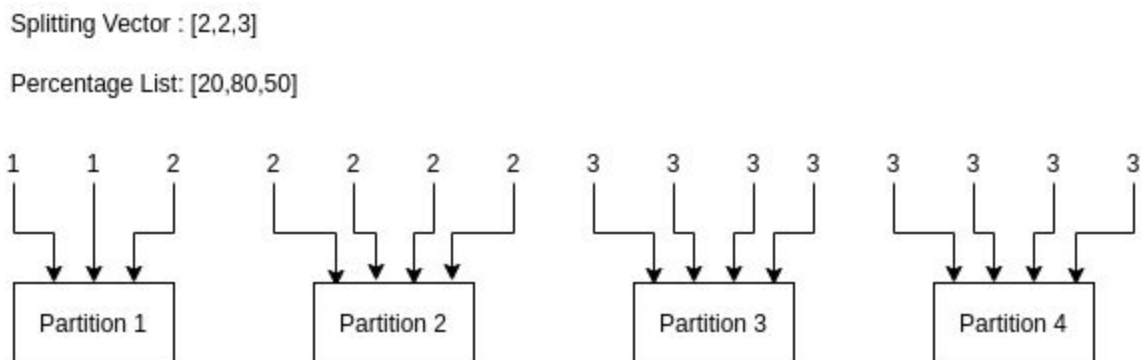 Splitting Vector : [2,2,3]
Percentage List: [20,80,50]
1 1 2 2 2 2 2 3 3 3 3 3 3 3 3
Partition 1 Partition 2 Partition 3 Partition 4